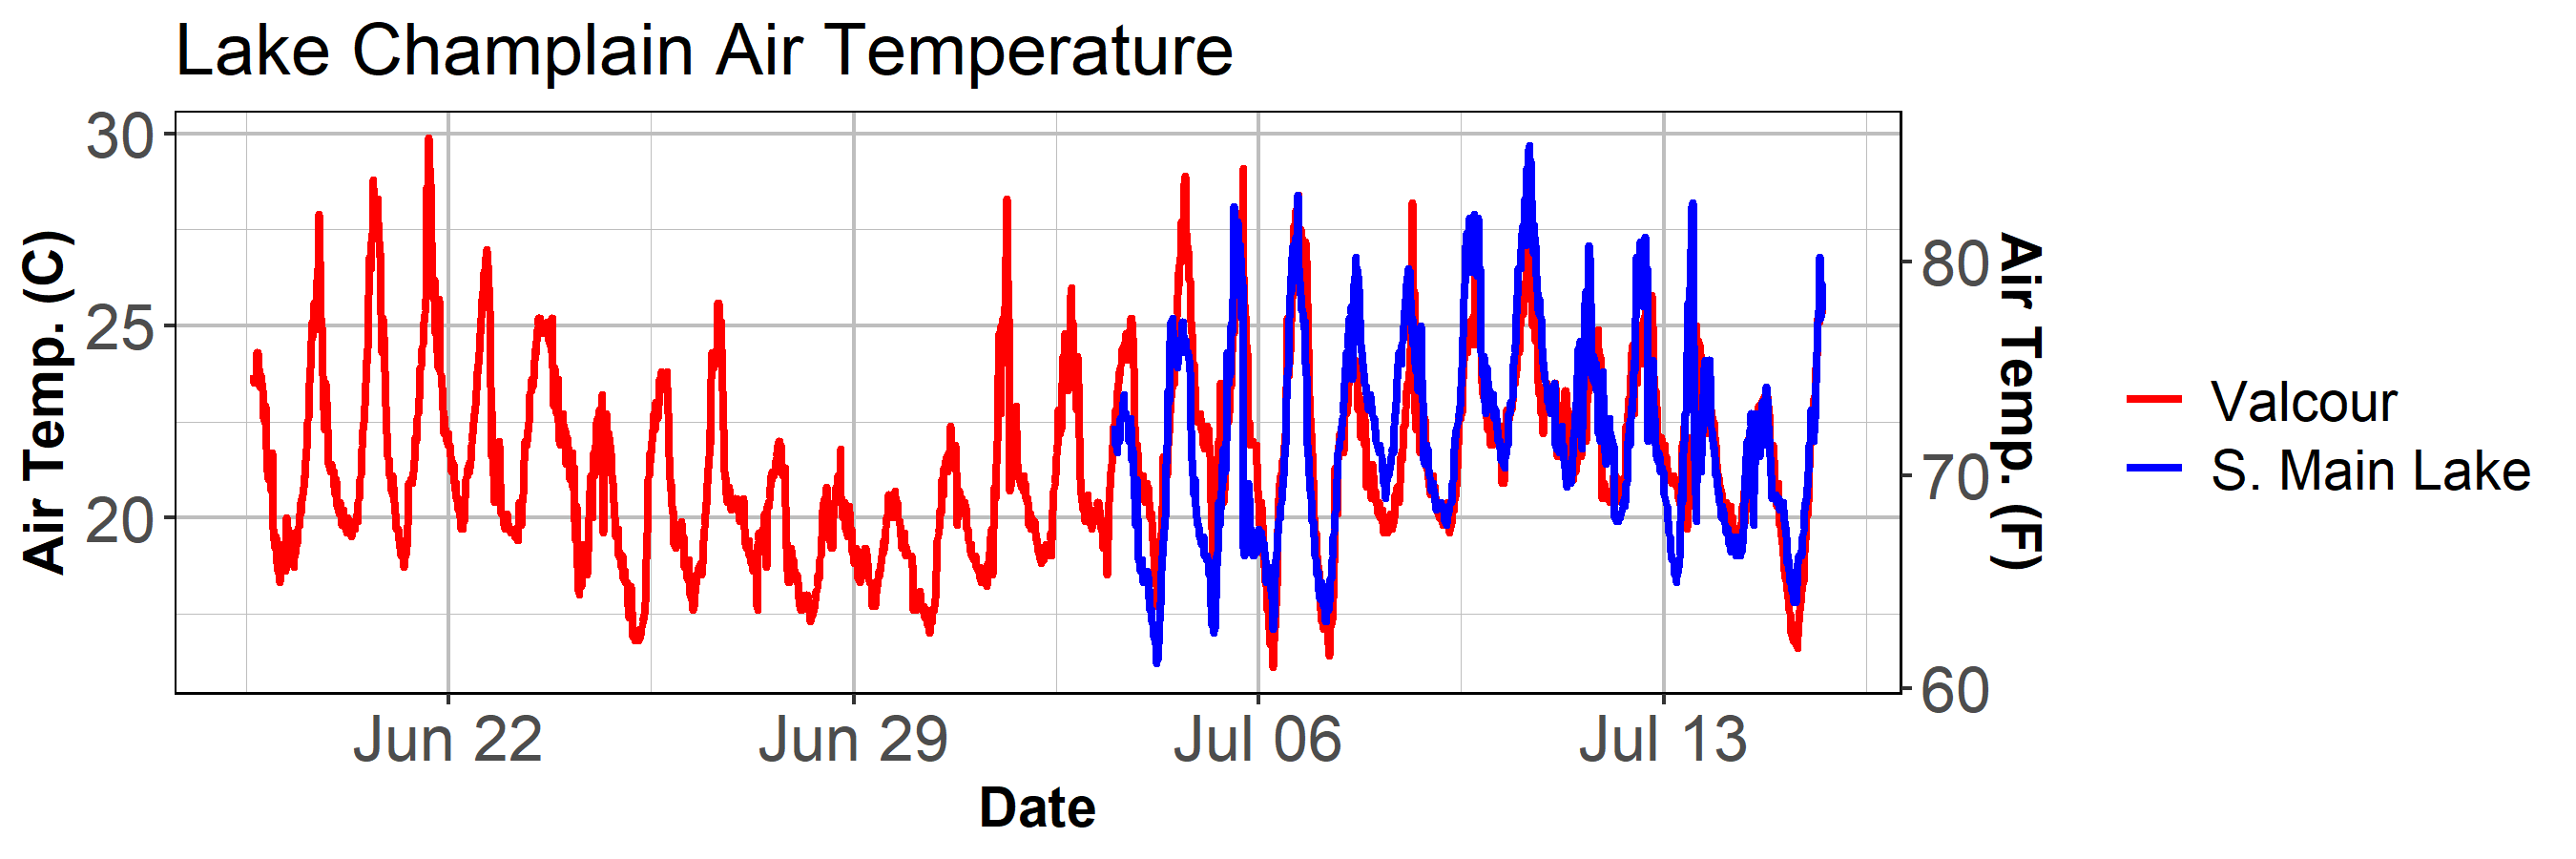 Lake Champlain Air Temperature
Air Temp. (C)
30
25
20
Air Temp. (F)
80
70
60
Jun 22
Jun 29
Jul 06
Jul 13
Date
Valcour
S. Main Lake